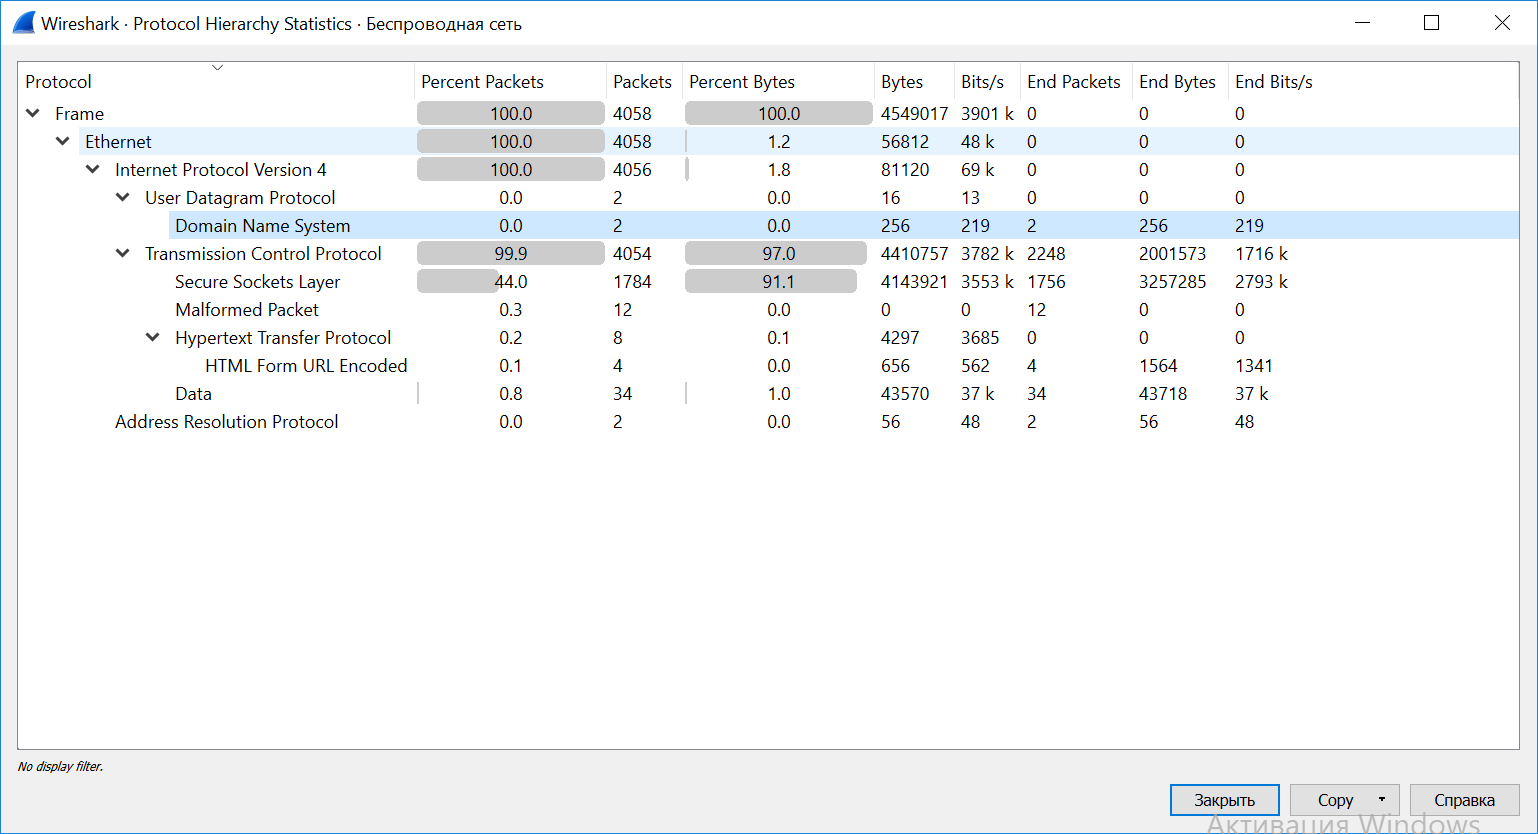 Wireshark · Protocol Hierarchy Statistics · Беспроводная сеть
Protocol Percent Packets Packets Percent Bytes Bytes Bits/s End Packets End Bytes End Bits/s
Frame 100.0 4058 100.0 4549017 3901 k 0 0 0
Ethernet 100.0 4058 1.2 56812 48 k 0 0 0
Internet Protocol Version 4 100.0 4056 1.8 81120 69 k 0 0 0
User Datagram Protocol 0.0 2 0.0 16 13 0 0 0
Domain Name System 0.0 2 0.0 256 219 2 256 219
Transmission Control Protocol 99.9 4054 97.0 4410757 3782 k 2248 2001573 1716 k
Secure Sockets Layer 44.0 1784 91.1 4143921 3553 k 1756 3257285 2793 k
Malformed Packet 0.3 12 0.0 0 0 12 0 0
Hypertext Transfer Protocol 0.2 8 0.1 4297 3685 0 0 0
HTML Form URL Encoded 0.1 4 0.0 656 562 4 1564 1341
Data 0.8 34 1.0 43570 37 k 34 43718 37 k
Address Resolution Protocol 0.0 2 0.0 56 48 2 56 48
No display filter.
Закрыть Copy Справка
Активация Windows